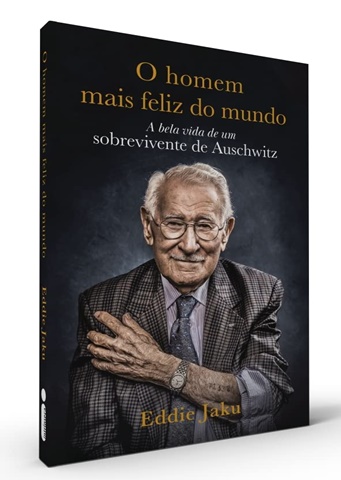 O homem
mais feliz do mundo
A bela vida de um
sobrevivente de Auschwitz
Eddie Jaku
O homem mais feliz do mundo
Eddie Jaku